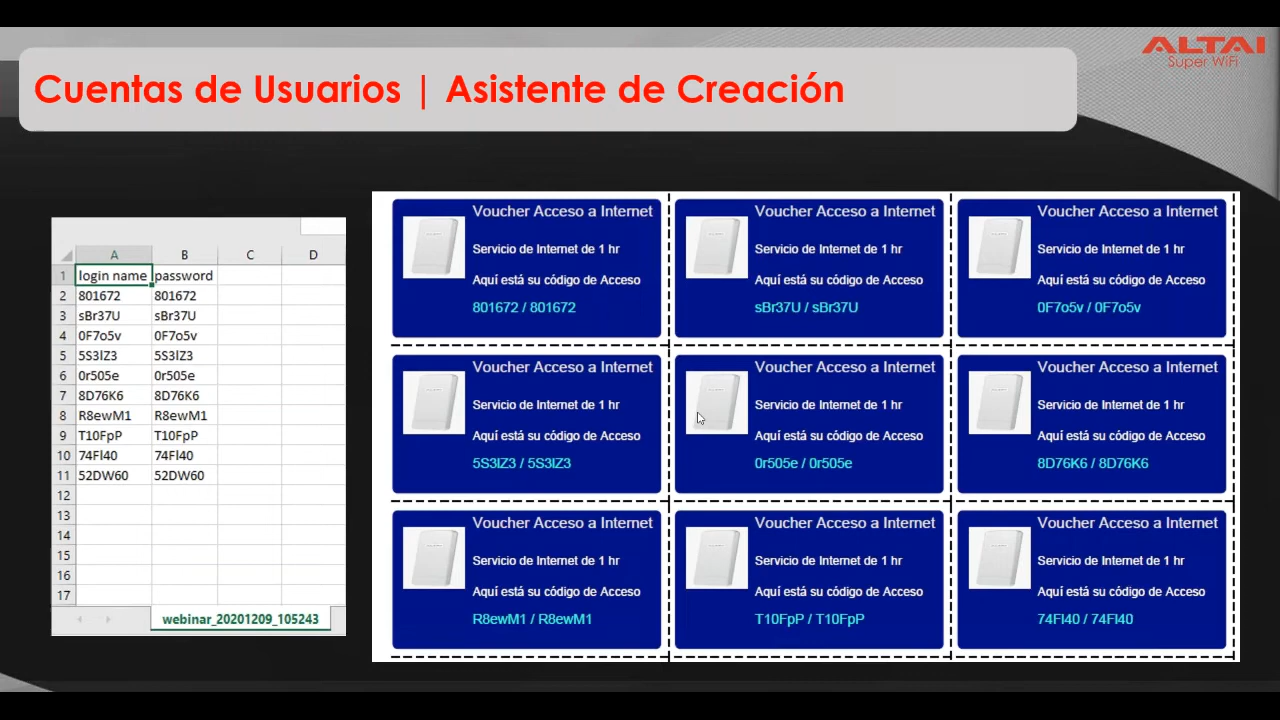 ALTAI
Super WiFi
Cuentas de Usuarios | Asistente de Creación
A B C D
1 login name password
2 801672 801672
3 sBr37U sBr37U
4 0F7o5v 0F7o5v
5 5S3lZ3 5S3lZ3
6 0r505e 0r505e
7 8D76K6 8D76K6
8 R8ewM1 R8ewM1
9 T10FpP T10FpP
10 74Fl40 74Fl40
11 52DW60 52DW60
12
13
14
15
16
17
webinar_20201209_105243
Voucher Acceso a Internet
Servicio de Internet de 1 hr
Aquí está su código de Acceso
801672 / 801672
Voucher Acceso a Internet
Servicio de Internet de 1 hr
Aquí está su código de Acceso
sBr37U / sBr37U
Voucher Acceso a Internet
Servicio de Internet de 1 hr
Aquí está su código de Acceso
0F7o5v / 0F7o5v
Voucher Acceso a Internet
Servicio de Internet de 1 hr
Aquí está su código de Acceso
5S3lZ3 / 5S3lZ3
Voucher Acceso a Internet
Servicio de Internet de 1 hr
Aquí está su código de Acceso
0r505e / 0r505e
Voucher Acceso a Internet
Servicio de Internet de 1 hr
Aquí está su código de Acceso
8D76K6 / 8D76K6
Voucher Acceso a Internet
Servicio de Internet de 1 hr
Aquí está su código de Acceso
R8ewM1 / R8ewM1
Voucher Acceso a Internet
Servicio de Internet de 1 hr
Aquí está su código de Acceso
T10FpP / T10FpP
Voucher Acceso a Internet
Servicio de Internet de 1 hr
Aquí está su código de Acceso
74Fl40 / 74Fl40